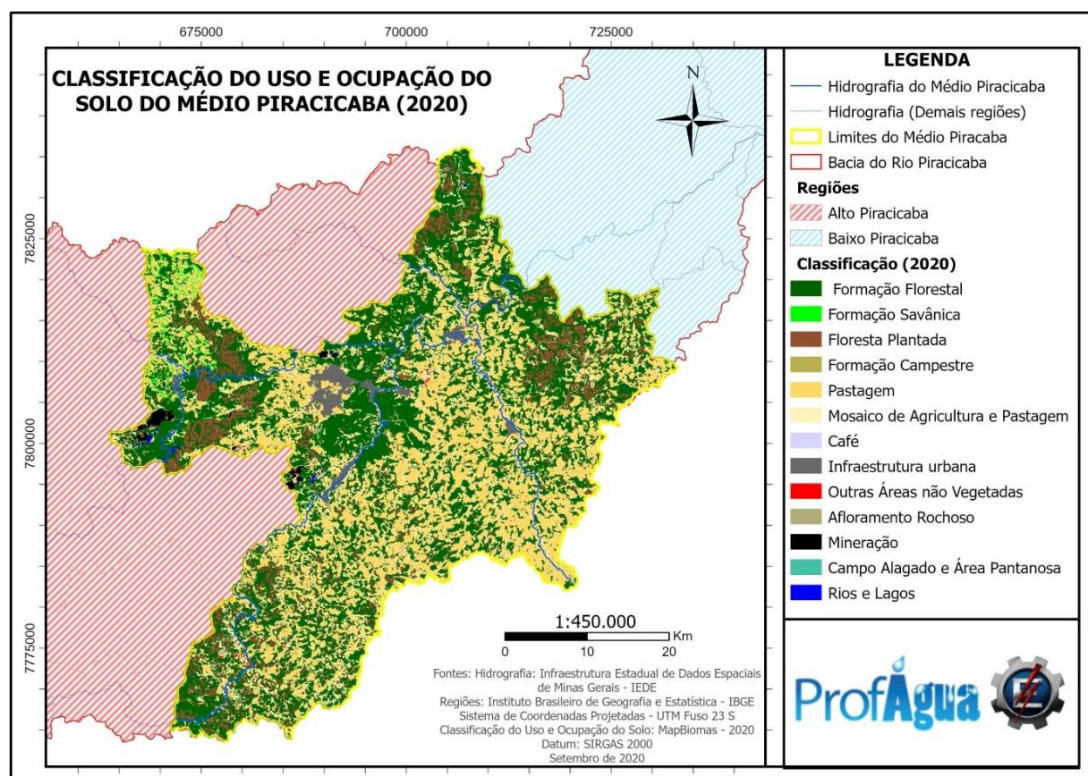 675000 700000 725000
CLASSIFICAÇÃO DO USO E OCUPAÇÃO DO
SOLO DO MÉDIO PIRACICABA (2020)
N
7825000
7800000
7775000
1:450.000
0 10 20 Km
Fontes: Hidrografia: Infraestrutura Estadual de Dados Espaciais
de Minas Gerais - IEDE
Regiões: Instituto Brasileiro de Geografia e Estatística - IBGE
Sistema de Coordenadas Projetadas - UTM Fuso 23 S
Classificação do Uso e Ocupação do Solo: MapBiomas - 2020
Datum: SIRGAS 2000
Setembro de 2020
LEGENDA
Hidrografia do Médio Piracicaba
Hidrografia (Demais regiões)
Limites do Médio Piracaba
Bacia do Rio Piracicaba
Regiões
Alto Piracicaba
Baixo Piracicaba
Classificação (2020)
Formação Florestal
Formação Savânica
Floresta Plantada
Formação Campestre
Pastagem
Mosaico de Agricultura e Pastagem
Café
Infraestrutura urbana
Outras Áreas não Vegetadas
Afloramento Rochoso
Mineração
Campo Alagado e Área Pantanosa
Rios e Lagos
ProfÁgua